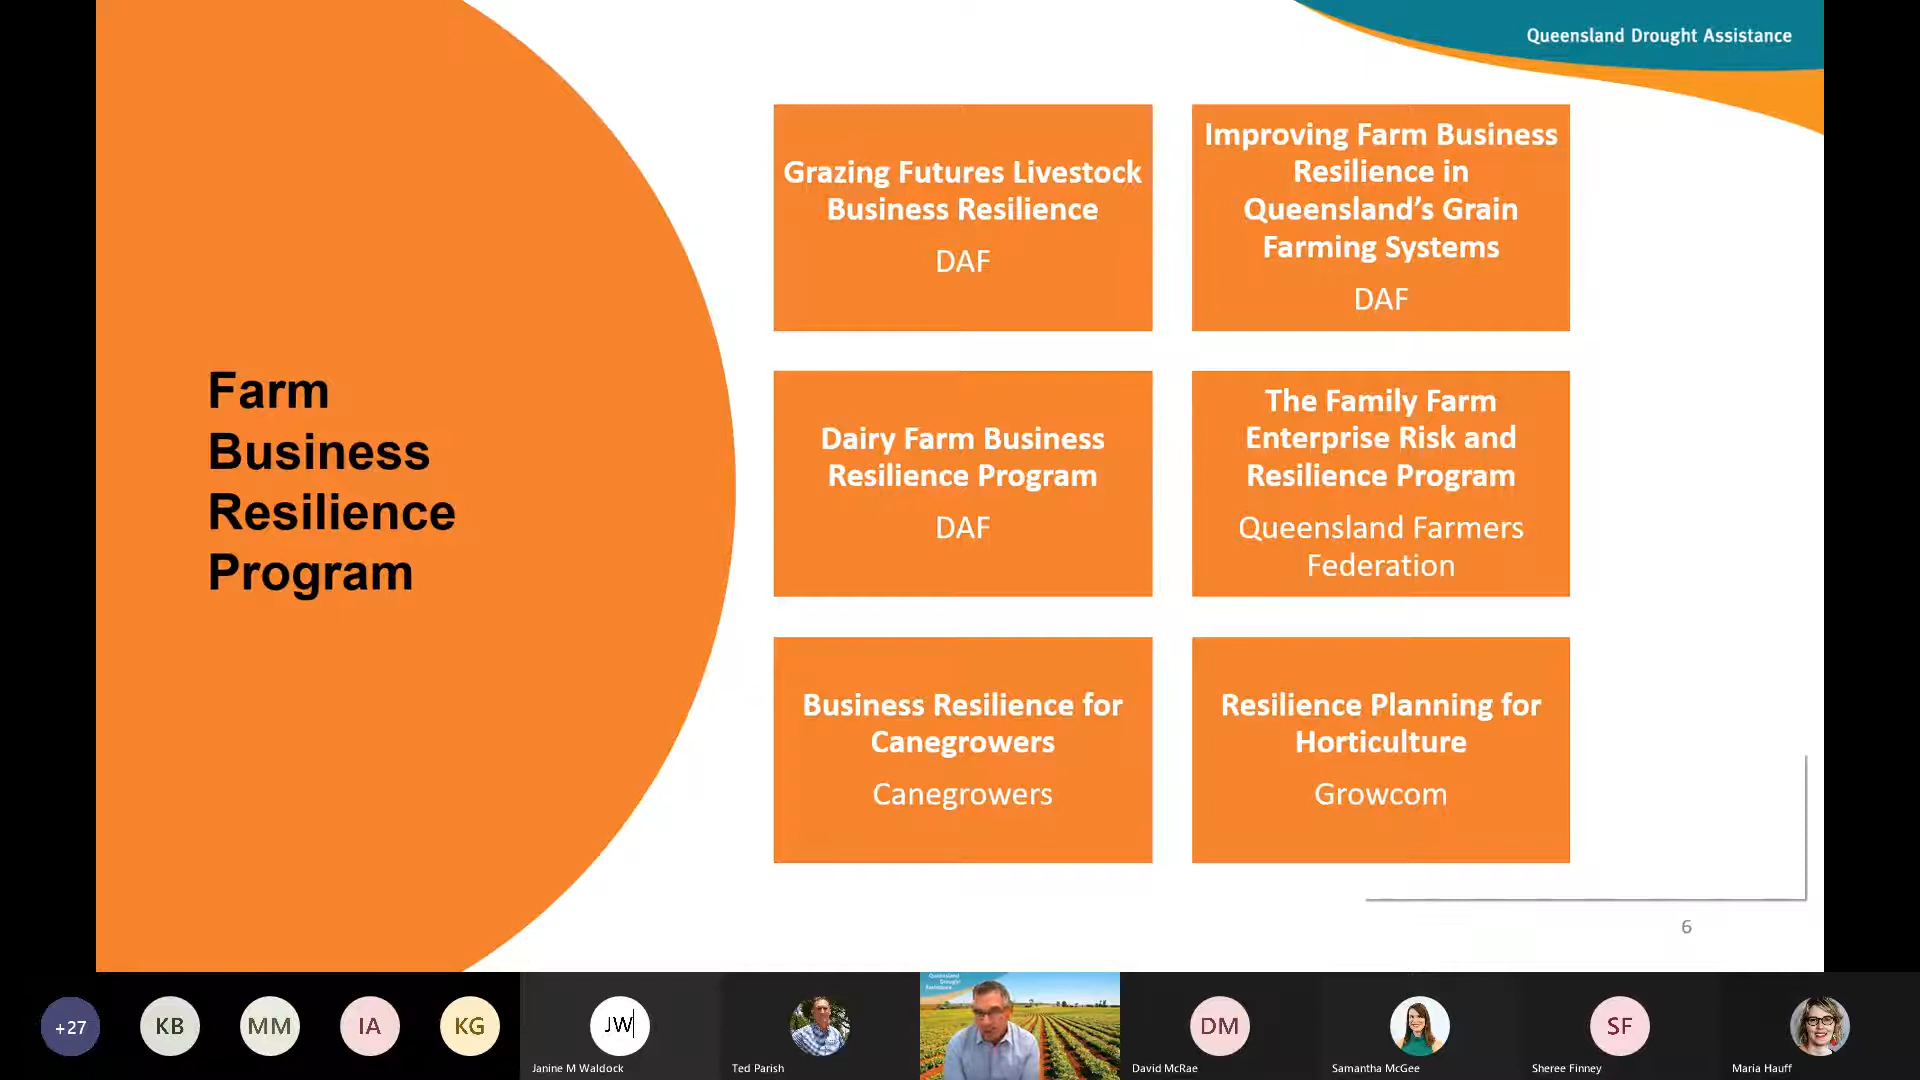 Queensland Drought Assistance
Farm
Business
Resilience
Program
Grazing Futures Livestock
Business Resilience
DAF
Improving Farm Business
Resilience in
Queensland’s Grain
Farming Systems
DAF
Dairy Farm Business
Resilience Program
DAF
The Family Farm
Enterprise Risk and
Resilience Program
Queensland Farmers
Federation
Business Resilience for
Canegrowers
Canegrowers
Resilience Planning for
Horticulture
Growcom
6
+27
KB
MM
IA
KG
JW
Janine M Waldock
Ted Parish
Queensland
Drought
Assistance
DM
David McRae
Samantha McGee
SF
Sheree Finney
Maria Hauff